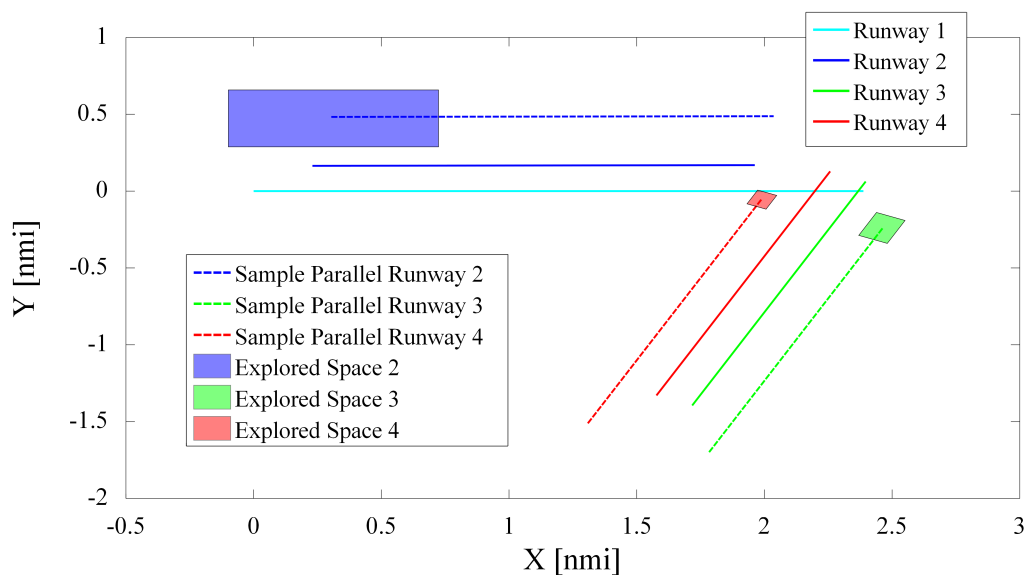 Runway 1
Runway 2
Runway 3
Runway 4
1
0.5
0
-0.5
-1
-1.5
-2
Y [nmi]
Sample Parallel Runway 2
Sample Parallel Runway 3
Sample Parallel Runway 4
Explored Space 2
Explored Space 3
Explored Space 4
-0.5 0 0.5 1 1.5 2 2.5 3
X [nmi]